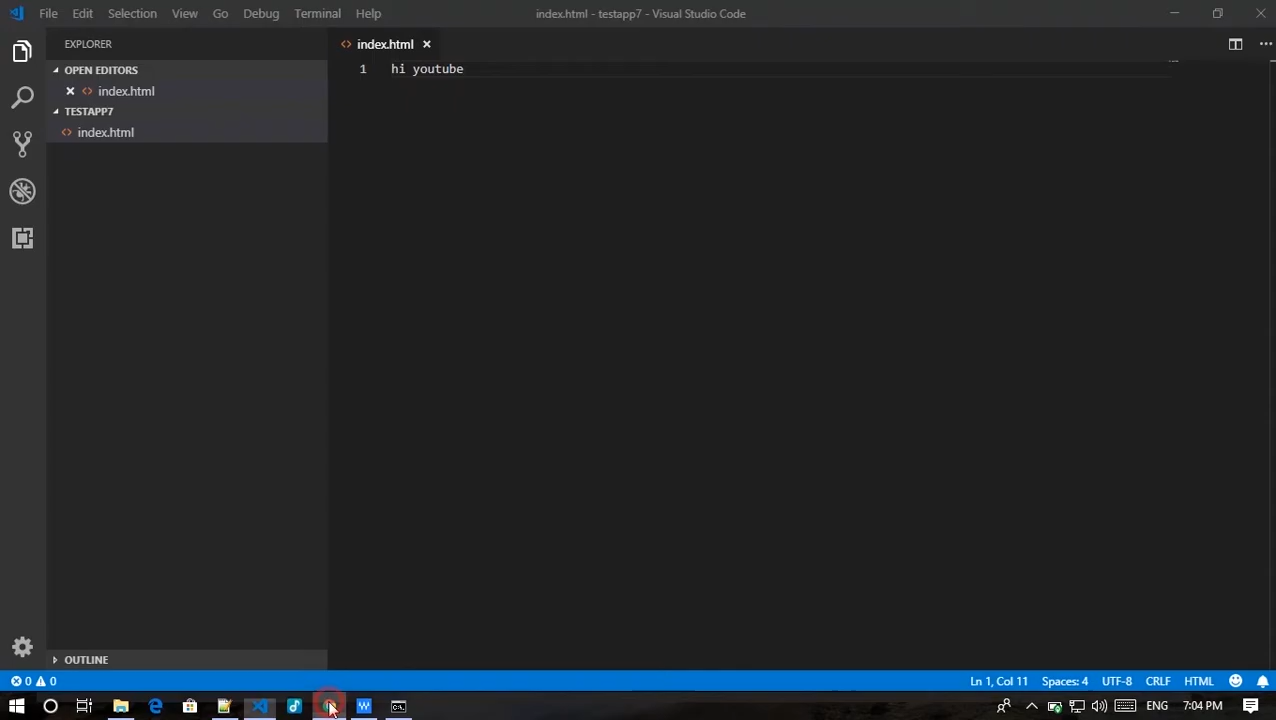 File Edit Selection View Go Debug Terminal Help
index.html - testapp7 - Visual Studio Code
EXPLORER
OPEN EDITORS
index.html
TESTAPP7
index.html
OUTLINE
index.html
1 hi youtube
0 0
Ln 1, Col 11 Spaces: 4 UTF-8 CRLF HTML
ENG 7:04 PM